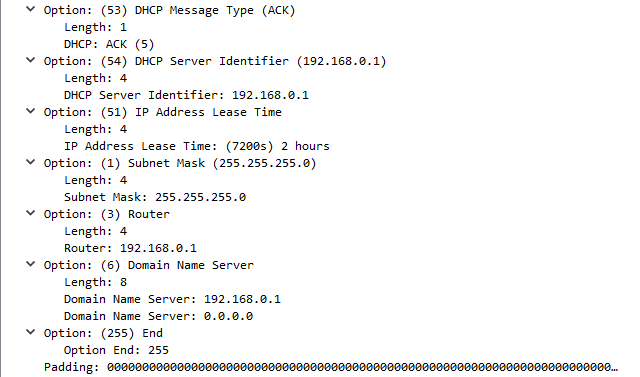 Option: (53) DHCP Message Type (ACK)
Length: 1
DHCP: ACK (5)
Option: (54) DHCP Server Identifier (192.168.0.1)
Length: 4
DHCP Server Identifier: 192.168.0.1
Option: (51) IP Address Lease Time
Length: 4
IP Address Lease Time: (7200s) 2 hours
Option: (1) Subnet Mask (255.255.255.0)
Length: 4
Subnet Mask: 255.255.255.0
Option: (3) Router
Length: 4
Router: 192.168.0.1
Option: (6) Domain Name Server
Length: 8
Domain Name Server: 192.168.0.1
Domain Name Server: 0.0.0.0
Option: (255) End
Option End: 255
Padding: 000000000000000000000000000000000000000000000000000000000000000000000000…